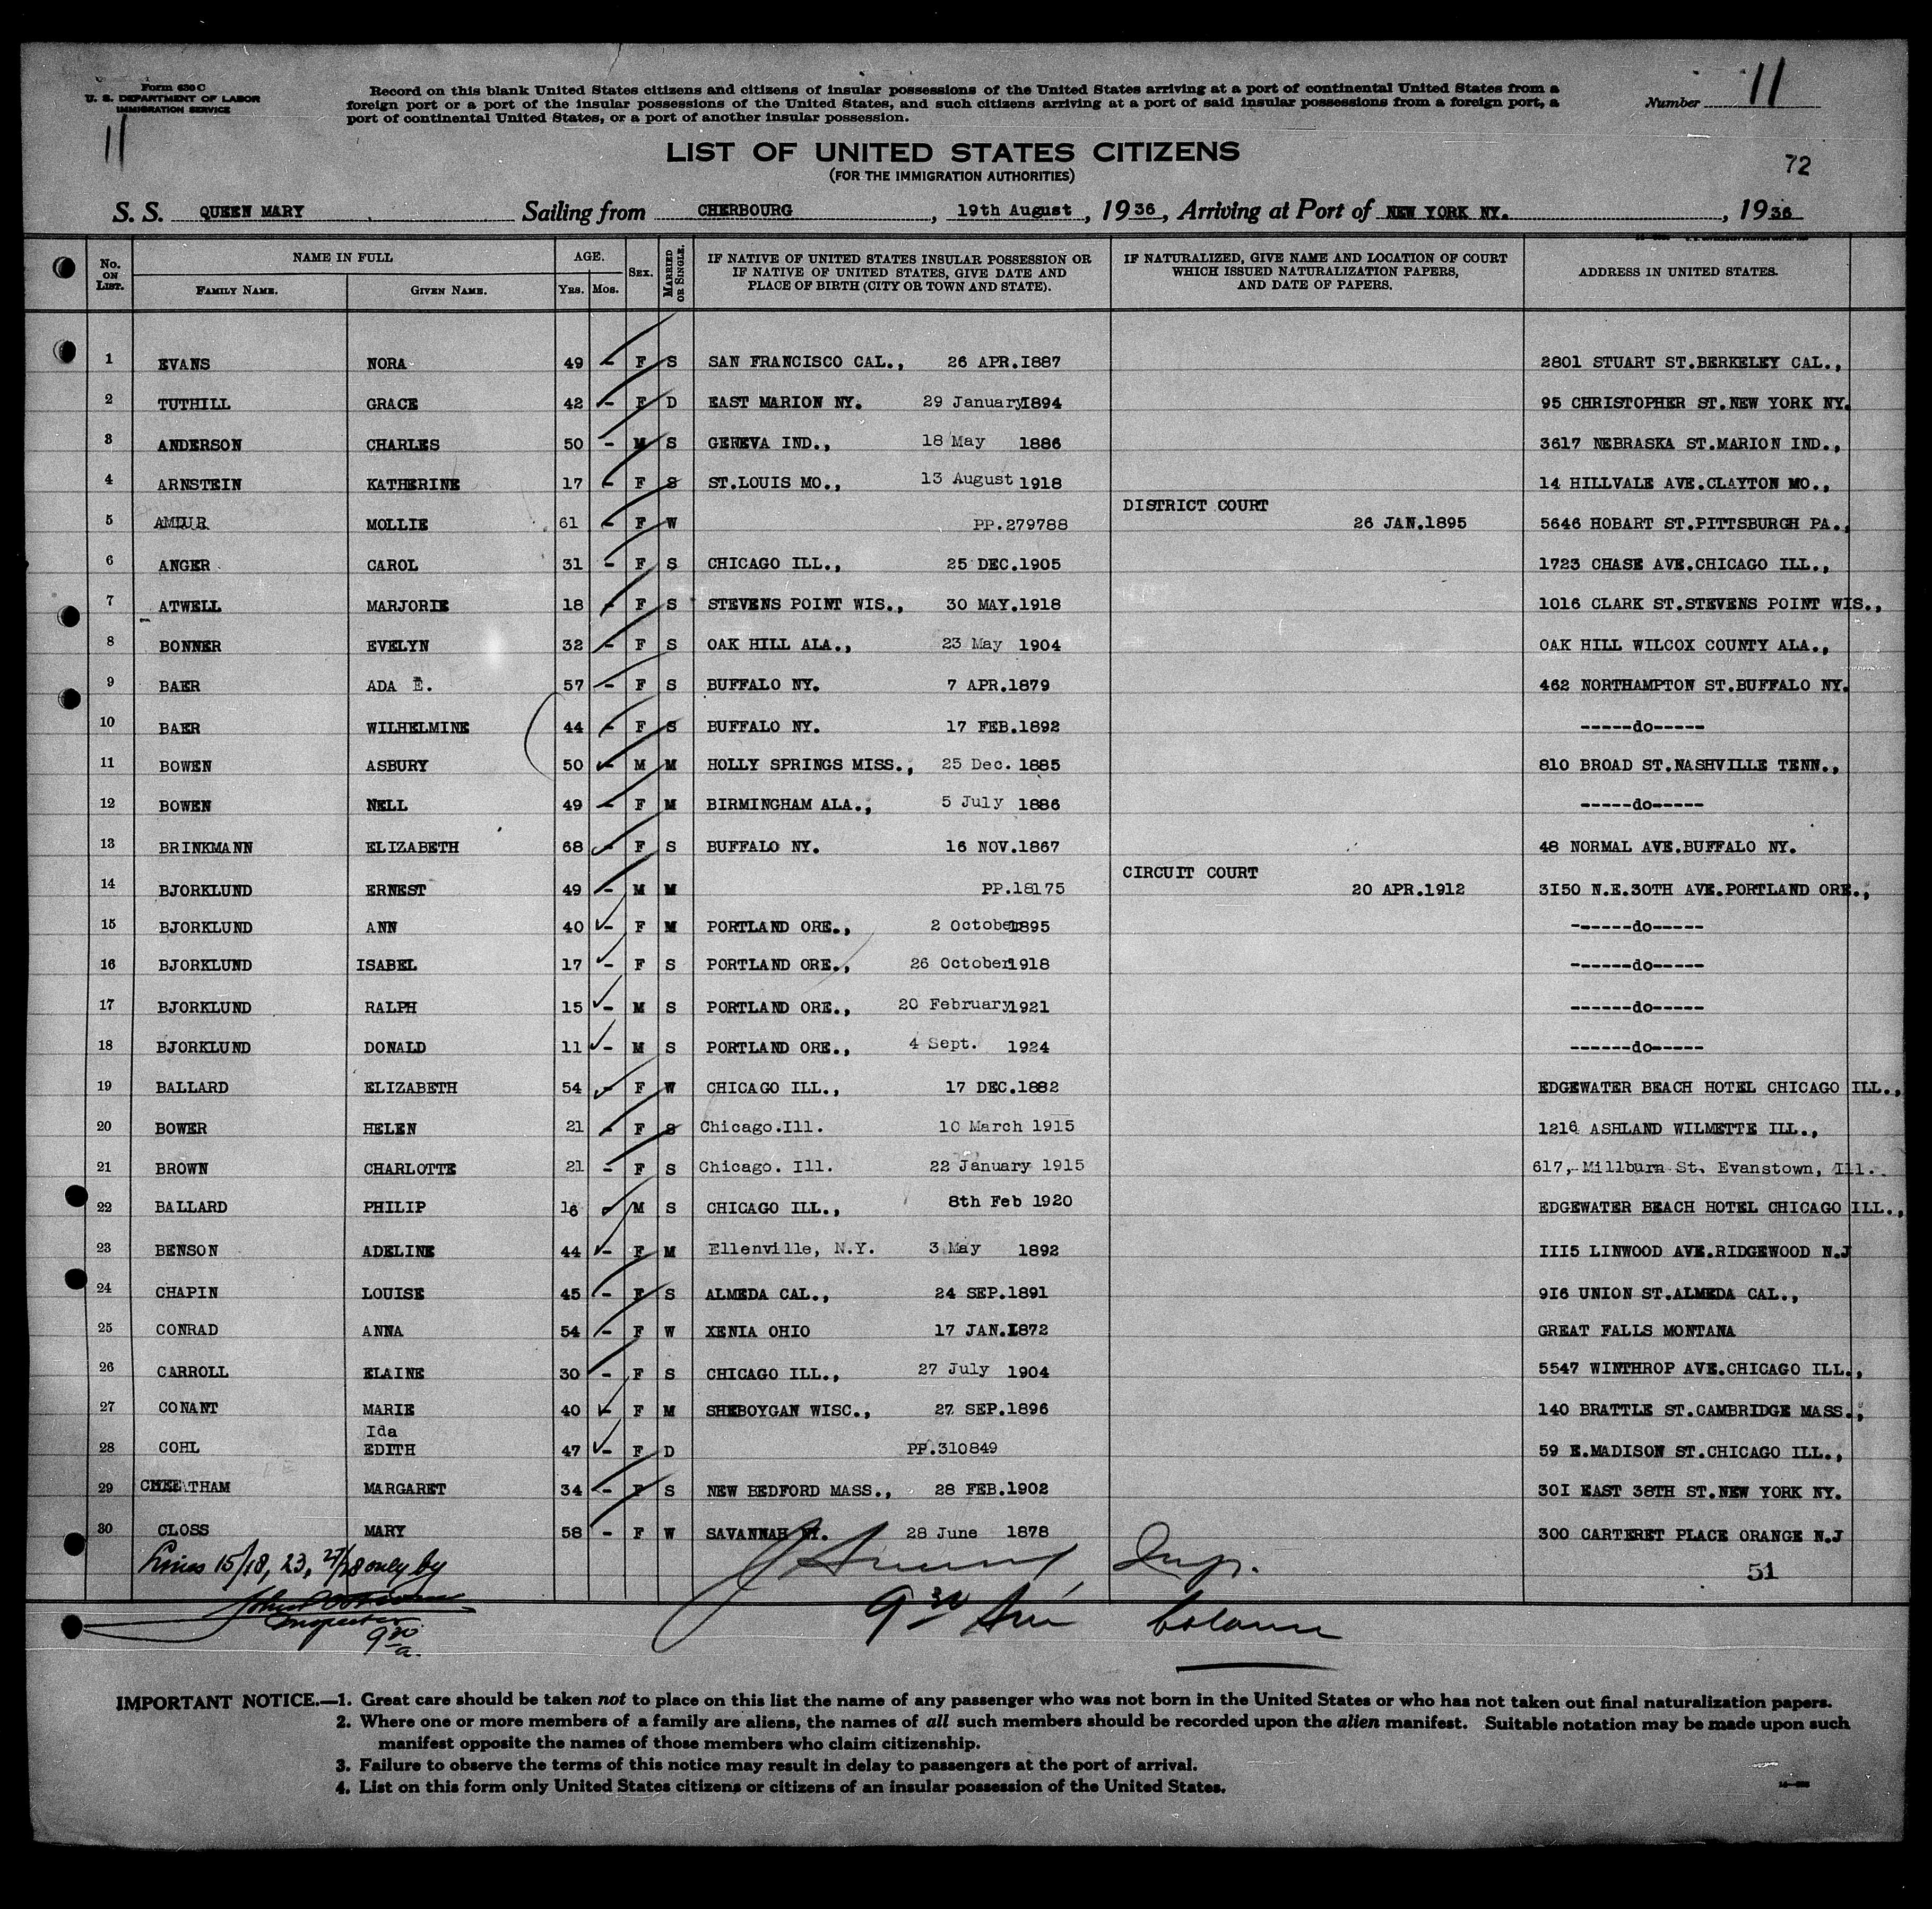 Form 630 C
U. S. DEPARTMENT OF LABOR
IMMIGRATION SERVICE
11
Record on this blank United States citizens and citizens of insular possessions of the United States arriving at a port of continental United States from a
foreign port or a port of the insular possessions of the United States, and such citizens arriving at a port of said insular possessions from a foreign port, a
port of continental United States, or a port of another insular possession.
Number 11
LIST OF UNITED STATES CITIZENS
(FOR THE IMMIGRATION AUTHORITIES)
72
S. S. QUEEN MARY Sailing from CHERBOURG, 19th August, 1936, Arriving at Port of NEW YORK NY., 1936
No. ON LIST. NAME IN FULL FAMILY NAME. GIVEN NAME. AGE. YRS. MOS. SEX. MARRIED OR SINGLE. IF NATIVE OF UNITED STATES INSULAR POSSESSION OR IF NATIVE OF UNITED STATES, GIVE DATE AND PLACE OF BIRTH (CITY OR TOWN AND STATE). IF NATURALIZED, GIVE NAME AND LOCATION OF COURT WHICH ISSUED NATURALIZATION PAPERS, AND DATE OF PAPERS. ADDRESS IN UNITED STATES.
1 EVANS NORA 49 - F S SAN FRANCISCO CAL., 26 APR.I887 2801 STUART ST.BERKELEY CAL.,
2 TUTHILL GRACE 42 - F D EAST MARION NY. 29 January I894 95 CHRISTOPHER ST.NEW YORK NY.
3 ANDERSON CHARLES 50 - M S GENEVA IND., 18 May 1886 3617 NEBRASKA ST.MARION IND.,
4 ARNSTEIN KATHERINE 17 - F S ST.LOUIS MO., 13 August 1918 14 HILLVALE AVE.CLAYTON MO.,
5 AMDUR MOLLIE 61 - F W PP.279788 DISTRICT COURT 26 JAN.1895 5646 HOBART ST.PITTSBURGH PA.,
6 ANGER CAROL 31 - F S CHICAGO ILL., 25 DEC.1905 1723 CHASE AVE.CHICAGO ILL.,
7 ATWELL MARJORIE 18 - F S STEVENS POINT WIS., 30 MAY.1918 1016 CLARK ST.STEVENS POINT WIS.,
8 BONNER EVELYN 32 - F S OAK HILL ALA., 23 May 1904 OAK HILL WILCOX COUNTY ALA.,
9 BAER ADA E. 57 - F S BUFFALO NY. 7 APR.1879 462 NORTHAMPTON ST.BUFFALO NY.
10 BAER WILHELMINE 44 - F S BUFFALO NY. 17 FEB.1892 -----do-----
11 BOWEN ASBURY 50 - M M HOLLY SPRINGS MISS., 25 Dec. 1885 810 BROAD ST.NASHVILLE TENN.,
12 BOWEN NELL 49 - F M BIRMINGHAM ALA., 5 July 1886 -----do-----
13 BRINKMANN ELIZABETH 68 - F S BUFFALO NY. 16 NOV.1867 48 NORMAL AVE.BUFFALO NY.
14 BJORKLUND ERNEST 49 - M M PP.18175 CIRCUIT COURT 20 APR.1912 3I50 N.E.30TH AVE.PORTLAND ORE.,
15 BJORKLUND ANN 40 - F M PORTLAND ORE., 2 October 1895 ------do-----
16 BJORKLUND ISABEL 17 - F S PORTLAND ORE., 26 October 1918 ------do-----
17 BJORKLUND RALPH 15 - M S PORTLAND ORE., 20 February 1921 ------do-----
18 BJORKLUND DONALD 11 - M S PORTLAND ORE., 4 Sept. 1924 ------do-----
19 BALLARD ELIZABETH 54 - F W CHICAGO ILL., 17 DEC.1882 EDGEWATER BEACH HOTEL CHICAGO ILL.,
20 BOWER HELEN 21 - F S Chicago.Ill. 10 March 1915 1216 ASHLAND WILMETTE ILL.,
21 BROWN CHARLOTTE 21 - F S Chicago. Ill. 22 January 1915 617, Millburn St. Evanstown, Ill.
22 BALLARD PHILIP 16 M S CHICAGO ILL., 8th Feb 1920 EDGEWATER BEACH HOTEL CHICAGO ILL.,
23 BENSON ADELINE 44 - F M Ellenville, N.Y. 3 May 1892 III5 LINWOOD AVE.RIDGEWOOD N.J
24 CHAPIN LOUISE 45 - F S ALMEDA CAL., 24 SEP.1891 9I6 UNION ST.ALMEDA CAL.,
25 CONRAD ANNA 54 - F W XENIA OHIO 17 JAN.I872 GREAT FALLS MONTANA
26 CARROLL ELAINE 30 - F S CHICAGO ILL., 27 July 1904 5547 WINTHROP AVE.CHICAGO ILL.,
27 CONANT MARIE 40 - F M SHEBOYGAN WISC., 27 SEP.1896 140 BRATTLE ST.CAMBRIDGE MASS.,
28 COHL Ida EDITH 47 - F D PP.310849 59 E.MADISON ST.CHICAGO ILL.,
29 CHEATHAM MARGARET 34 - F S NEW BEDFORD MASS., 28 FEB.1902 30I EAST 38TH ST.NEW YORK NY.
30 CLOSS MARY 58 - F W SAVANNAH 28 June 1878 300 CARTERET PLACE ORANGE N.J
Lines 15/18, 23, 27/28 only by
Inspector
9 30 a.
Insp.
9 30 balance
51
IMPORTANT NOTICE.—1. Great care should be taken not to place on this list the name of any passenger who was not born in the United States or who has not taken out final naturalization papers.
2. Where one or more members of a family are aliens, the names of all such members should be recorded upon the alien manifest. Suitable notation may be made upon such
manifest opposite the names of those members who claim citizenship.
3. Failure to observe the terms of this notice may result in delay to passengers at the port of arrival.
4. List on this form only United States citizens or citizens of an insular possession of the United States.